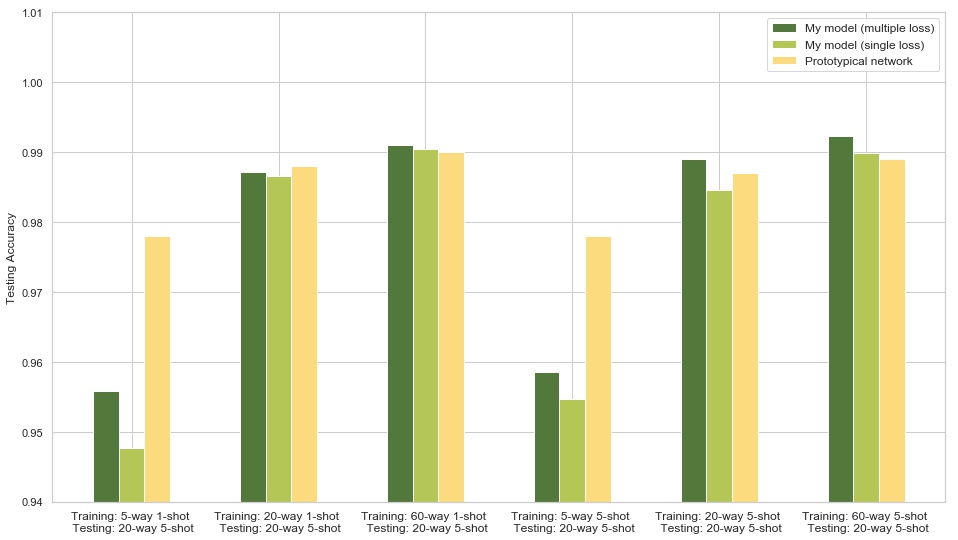 1.01
1.00
0.99
0.98
0.97
0.96
0.95
0.94
Testing Accuracy
My model (multiple loss)
My model (single loss)
Prototypical network
Training: 5-way 1-shot
Testing: 20-way 5-shot
Training: 20-way 1-shot
Testing: 20-way 5-shot
Training: 60-way 1-shot
Testing: 20-way 5-shot
Training: 5-way 5-shot
Testing: 20-way 5-shot
Training: 20-way 5-shot
Testing: 20-way 5-shot
Training: 60-way 5-shot
Testing: 20-way 5-shot